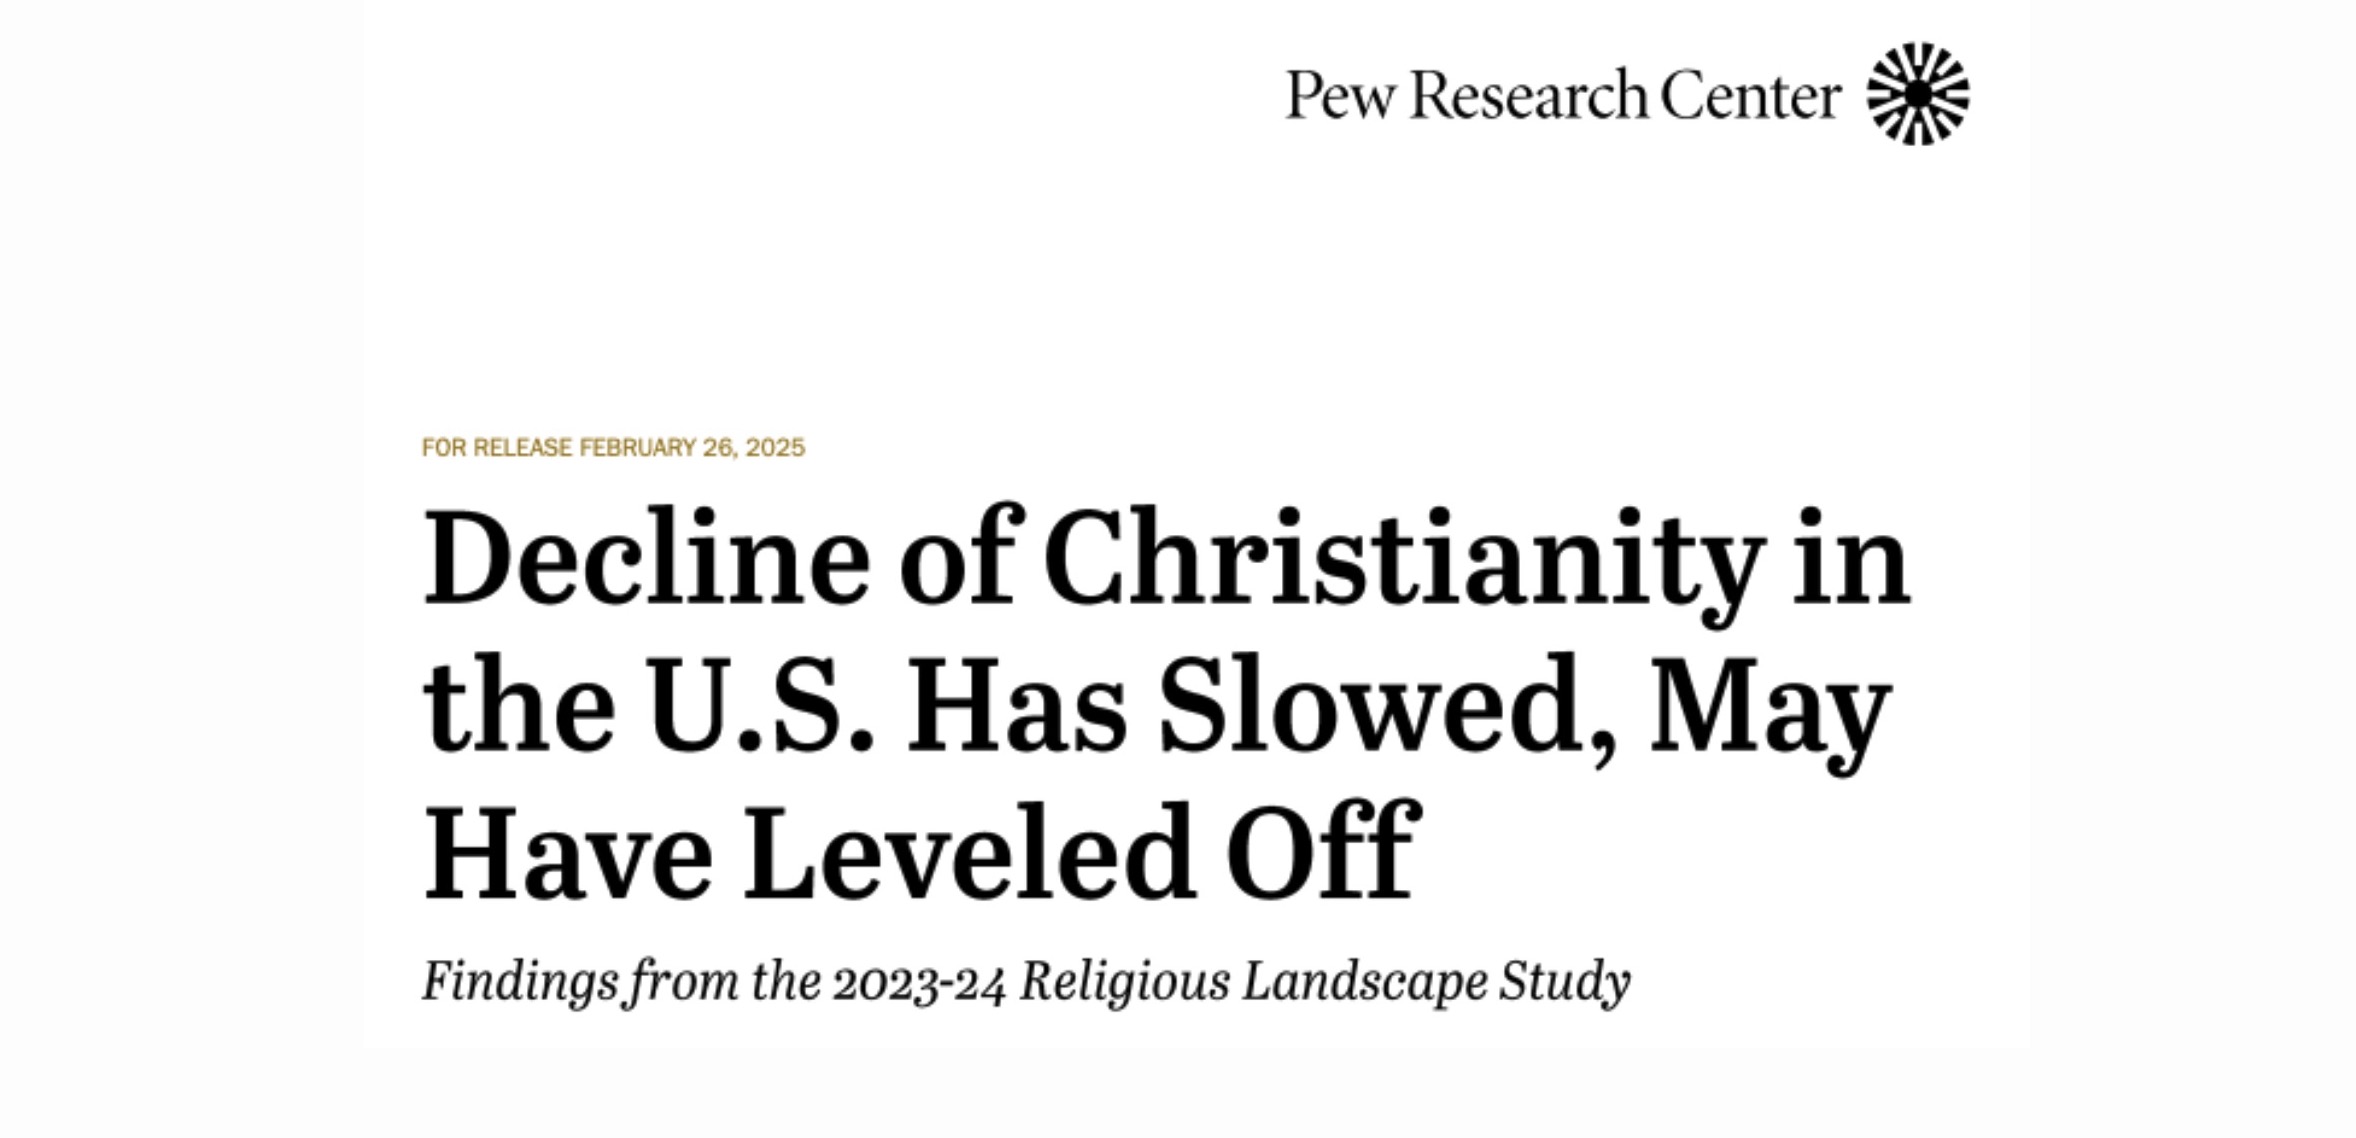 Pew Research Center
FOR RELEASE FEBRUARY 26, 2025
Decline of Christianity in
the U.S. Has Slowed, May
Have Leveled Off
Findings from the 2023-24 Religious Landscape Study